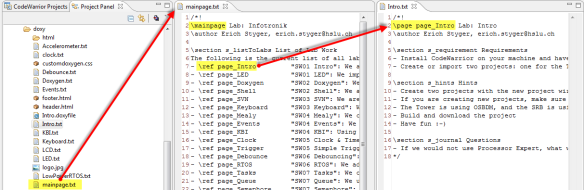 CodeWarrior Projects
Project Panel
doxy
html
Accelerometer.txt
clock.txt
customdoxygen.css
Debounce.txt
Doxygen.txt
Events.txt
footer.html
header.html
Intro.doxyfile
Intro.txt
KBI.txt
Keyboard.txt
LCD.txt
LED.txt
logo.jpg
LowPowerRTOS.txt
mainpage.txt
mainpage.txt
1 /*!
2 \mainpage Lab: Infotronik
3 \author Erich Styger, erich.styger@hslu.ch
4
5 \section s_listToLabs List of Lab Work
6 The following is the current list of all lab
7 - \ref page_Intro "SW01 Intro": We s
8 - \ref page_LED "SW01 LED": We imp
9 - \ref page_Doxygen "SW02 Doxygen": We
10 - \ref page_Shell "SW02 Shell": We s
11 - \ref page_SVN "SW03 SVN": We are
12 - \ref page_Keyboard "SW03 Keyboard": W
13 - \ref page_Healy "SW04 Healy": We c
14 - \ref page_Events "SW04 Events": We
15 - \ref page_KBI "SW04 KBI": Using
16 - \ref page_Clock "SW05 Clock & Time
17 - \ref page_Trigger "SW05 Simple Trigg
18 - \ref page_Debounce "SW06 Debouncing":
19 - \ref page_RTOS "SW06 RTOS": We ad
20 - \ref page_Tasks "SW07 Tasks": We c
21 - \ref page_Queue "SW07 Queue": We u
22 - \ref page_Semaphore
Intro.txt
1 /*!
2 \page page_Intro Lab: Intro
3 \author Erich Styger, erich.styger@hslu.ch
4
5 \section s_requirement Requirements
6 - Install CodeWarrior on your machine and have
7 - Create or import two projects: one for the T
8
9 \section s_hints Hints
10 - Create two projects with the new project wi
11 - If you are creating new projects, make sure
12 - The Tower is using OSBDM, and the SRB is us
13 - Build and download the project
14 - Have fun :-)
15
16 \section s_journal Questions
17 - If we would not use Processor Expert, what w
18 */